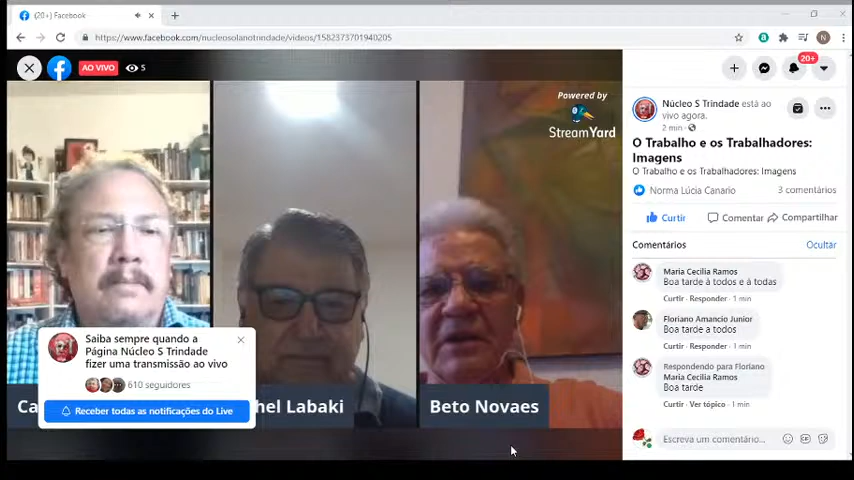 (20+) Facebook
https://www.facebook.com/nucleosolanotrindade/videos/1582373701940205
N
AO VIVO
5
20+
Powered by
StreamYard
Núcleo S Trindade está ao
vivo agora.
2 min
O Trabalho e os Trabalhadores:
Imagens
O Trabalho e os Trabalhadores: Imagens
Norma Lúcia Canario
3 comentários
Curtir
Comentar
Compartilhar
Comentários
Ocultar
Maria Cecilia Ramos
Boa tarde à todos e á todas
Curtir · Responder · 1 min
Floriano Amancio Junior
Boa tarde a todos
Curtir · Responder · 1 min
Respondendo para Floriano
Maria Cecilia Ramos
Boa tarde
Curtir · Ver tópico · 1 min
Escreva um comentário...
Saiba sempre quando a
Página Núcleo S Trindade
fizer uma transmissão ao vivo
610 seguidores
Receber todas as notificações do Live
Ca
hel Labaki
Beto Novaes